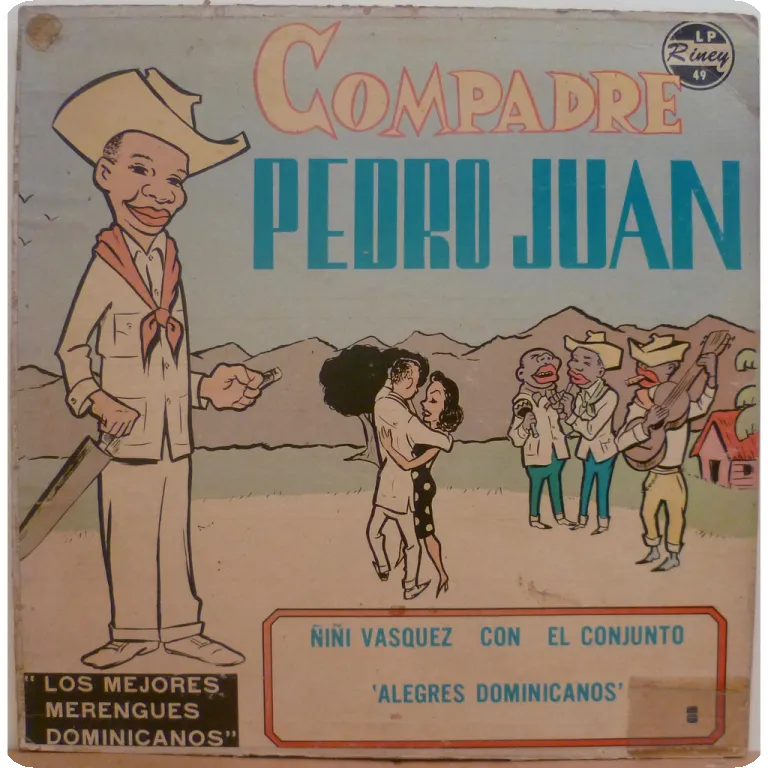 COMPADRE
LP
Riney
49
PEDRO JUAN
ÑIÑI VASQUEZ CON EL CONJUNTO
'ALEGRES DOMINICANOS'
"LOS MEJORES
MERENGUES
DOMINICANOS"